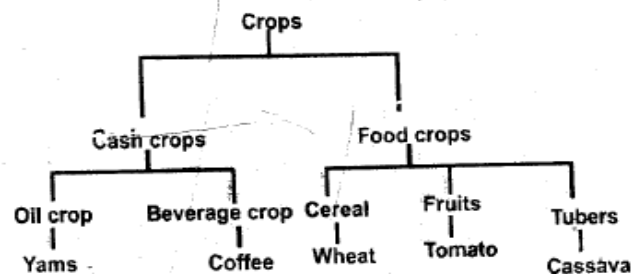 Crops
Cash crops Food crops
Oil crop Beverage crop Cereal Fruits Tubers
Yams Coffee Wheat Tomato Cassava